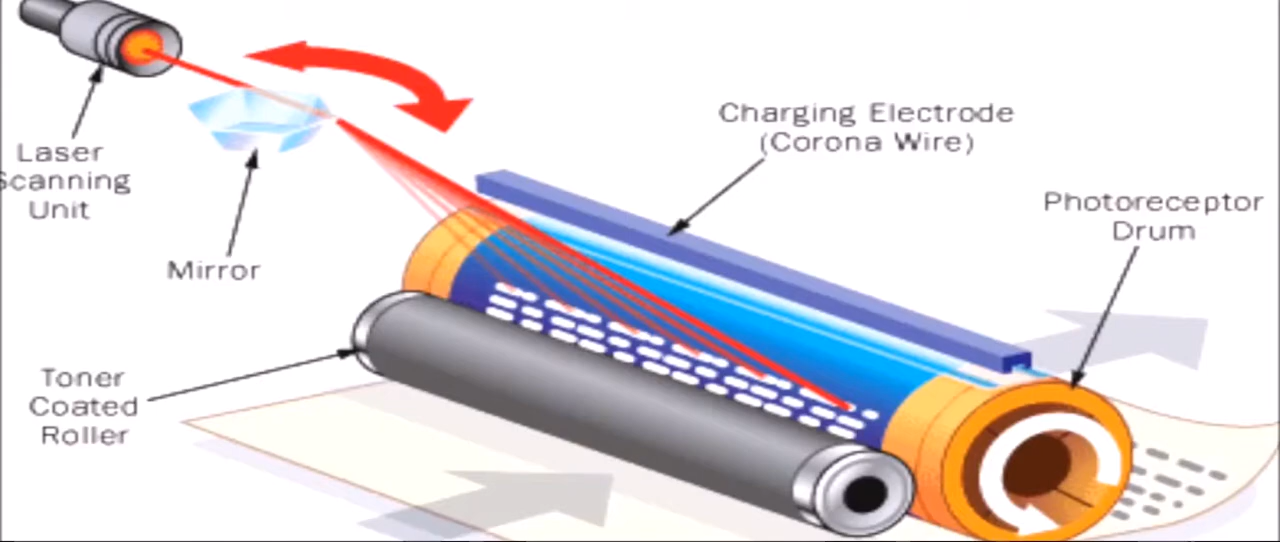 Charging Electrode
(Corona Wire)
Laser
Scanning
Unit
Photoreceptor
Drum
Mirror
Toner
Coated
Roller